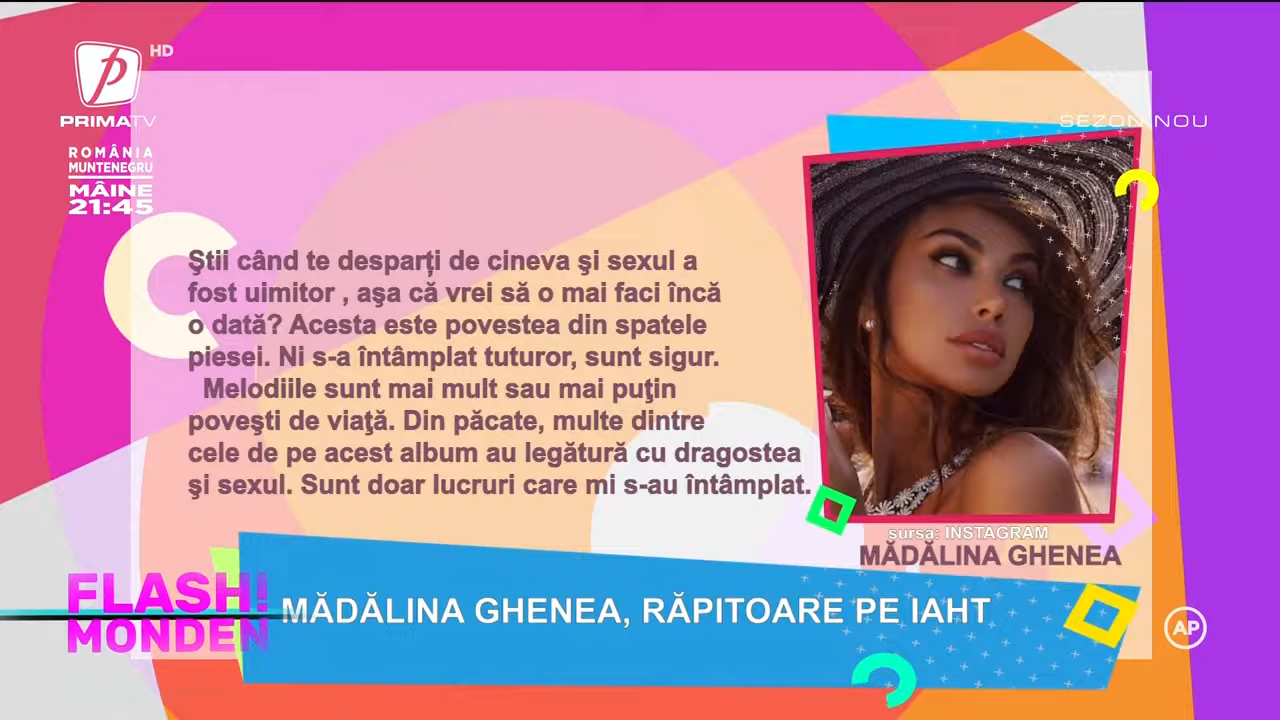 HD
PRIMATV
ROMÂNIA
MUNTENEGRU
MÂINE
21:45
SEZON NOU
Ştii când te desparți de cineva şi sexul a
fost uimitor , aşa că vrei să o mai faci încă
o dată? Acesta este povestea din spatele
piesei. Ni s-a întâmplat tuturor, sunt sigur.
Melodiile sunt mai mult sau mai puţin
poveşti de viaţă. Din păcate, multe dintre
cele de pe acest album au legătură cu dragostea
şi sexul. Sunt doar lucruri care mi s-au întâmplat.
sursa: INSTAGRAM
MĂDĂLINA GHENEA
FLASH!
MONDEN
MĂDĂLINA GHENEA, RĂPITOARE PE IAHT
AP